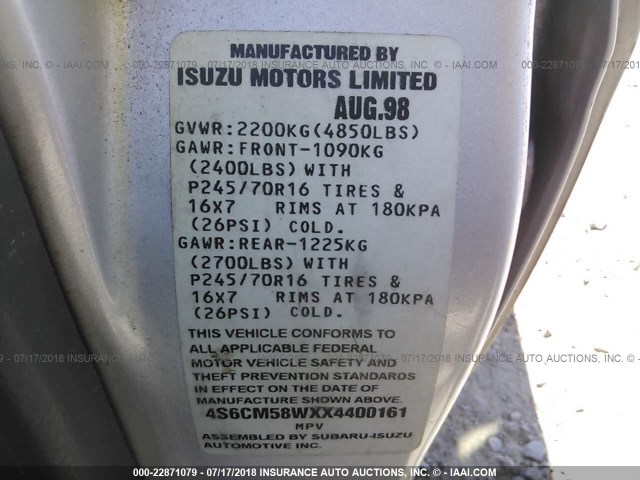 MANUFACTURED BY
ISUZU MOTORS LIMITED
AUG.98
GVWR:2200KG(4850LBS)
GAWR:FRONT-1090KG
(2400LBS)WITH
P245/70R16 TIRES &
16X7 RIMS AT 180KPA
(26PSI) COLD.
GAWR:REAR-1225KG
(2700LBS)WITH
P245/70R16 TIRES &
16X7 RIMS AT 180KPA
(26PSI) COLD.
THIS VEHICLE CONFORMS TO
ALL APPLICABLE FEDERAL
MOTOR VEHICLE SAFETY AND
THEFT PREVENTION STANDARDS
IN EFFECT ON THE DATE OF
MANUFACTURE SHOWN ABOVE.
4S6CM58WXX4400161
MPV
ASSEMBLED BY SUBARU-ISUZU
AUTOMOTIVE INC.
000-22871079 - 07/17/2018 INSURANCE AUTO AUCTIONS, INC. - © - IAAI.COM